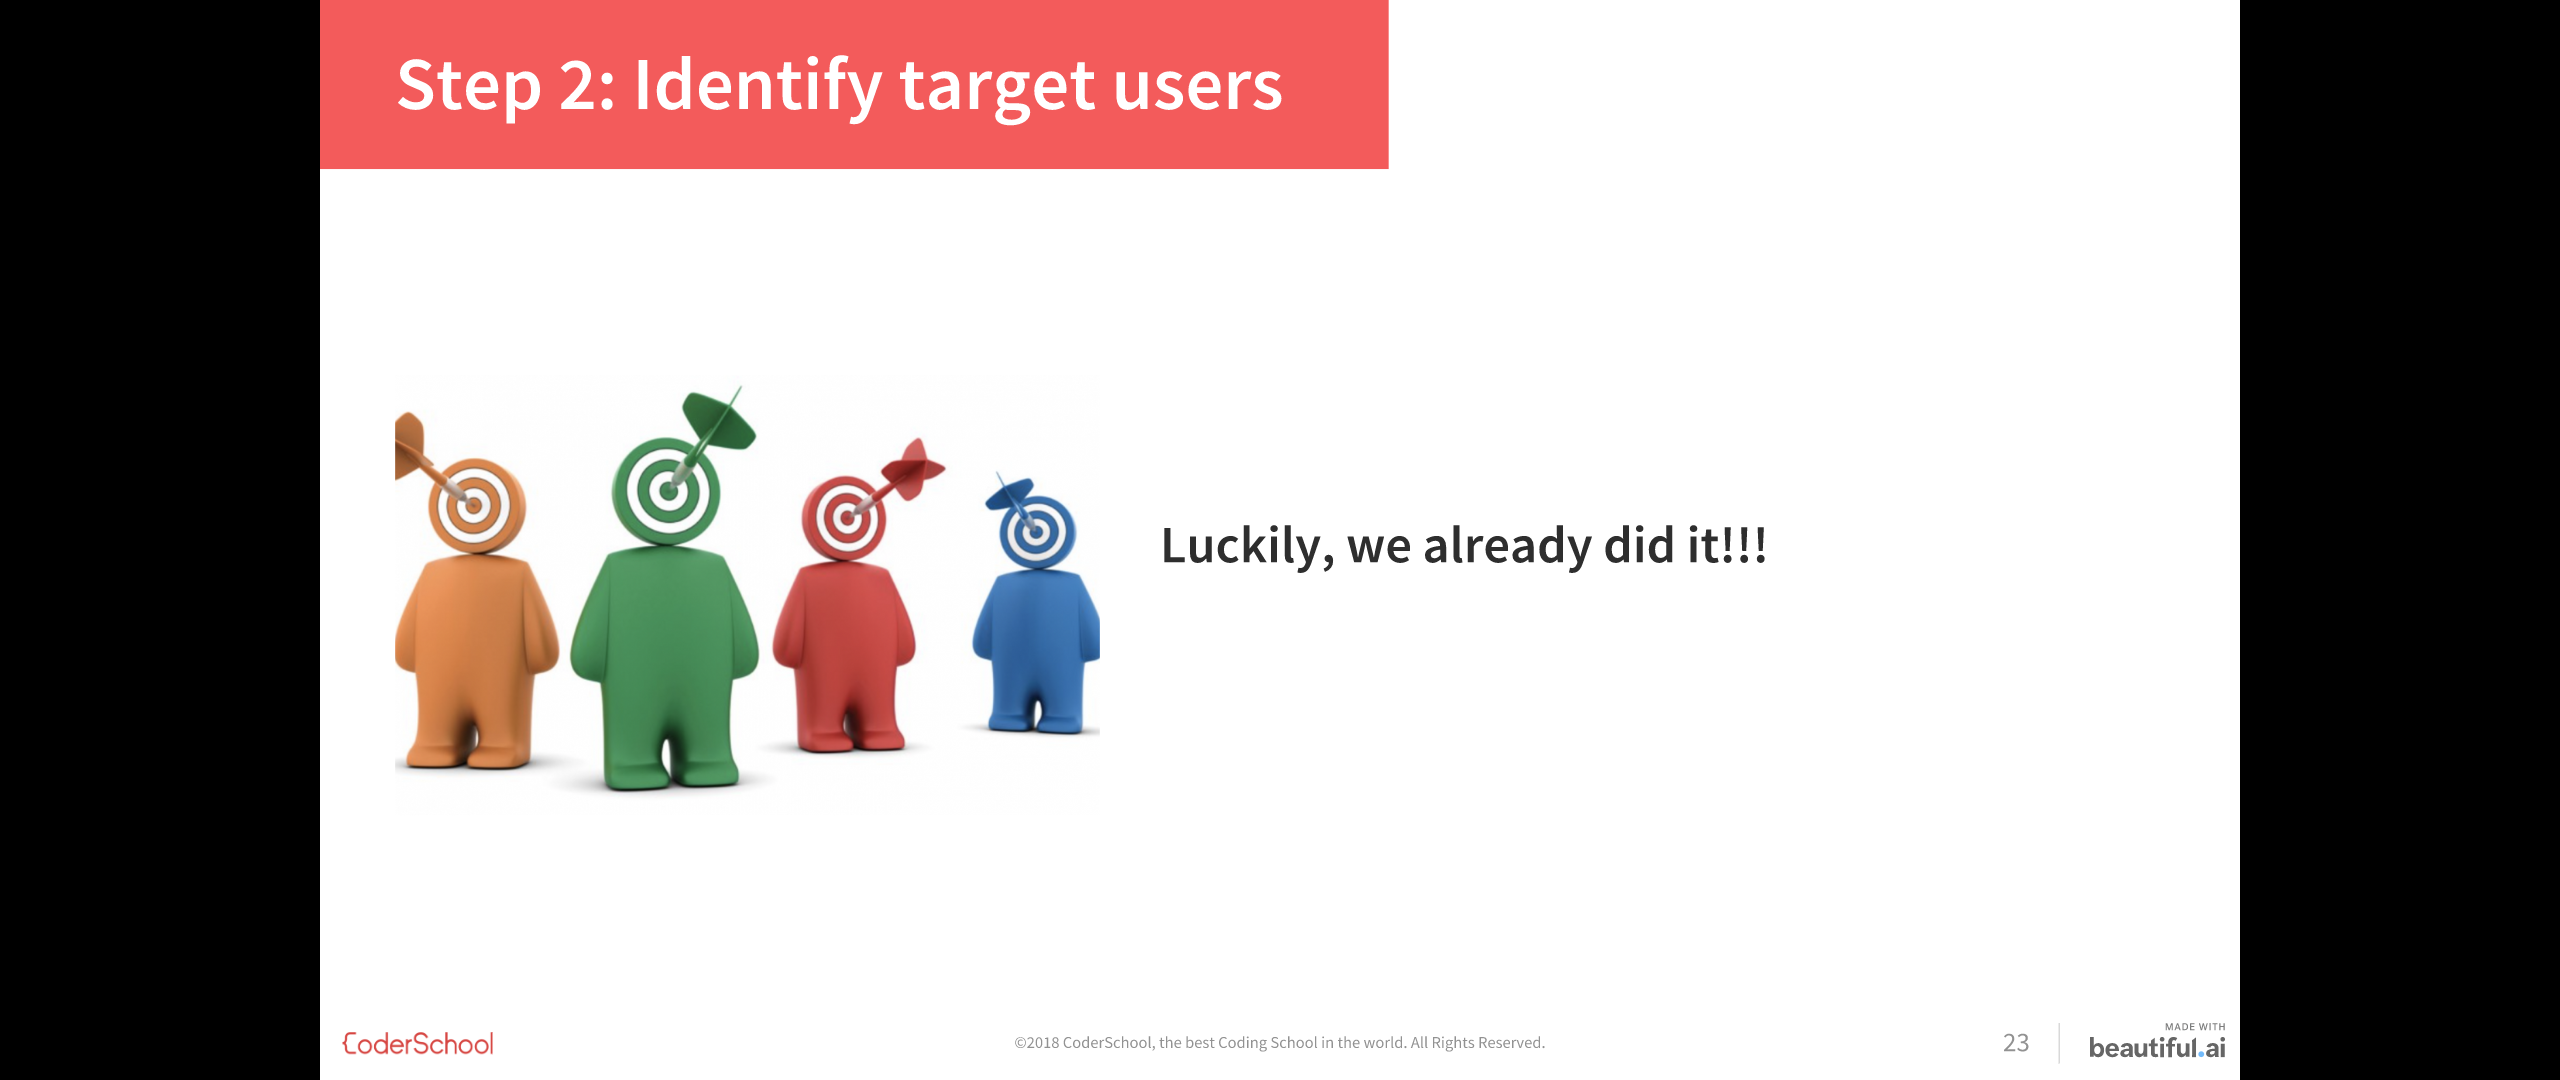 Step 2: Identify target users
Luckily, we already did it!!!
CoderSchool
©2018 CoderSchool, the best Coding School in the world. All Rights Reserved.
23
MADE WITH
beautiful.ai